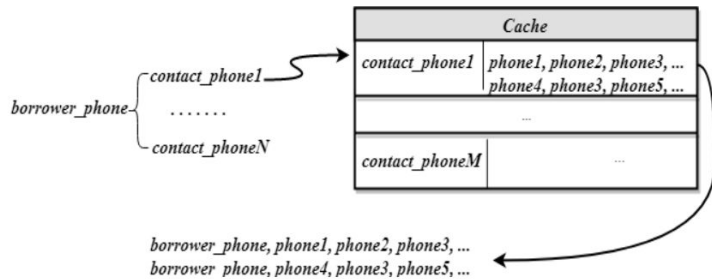 Cache
contact_phone1
phone1, phone2, phone3, ...
phone4, phone3, phone5, ...
...
contact_phoneM
...
borrower_phone
contact_phone1
.......
contact_phoneN
borrower_phone, phone1, phone2, phone3, ...
borrower_phone, phone4, phone3, phone5, ...